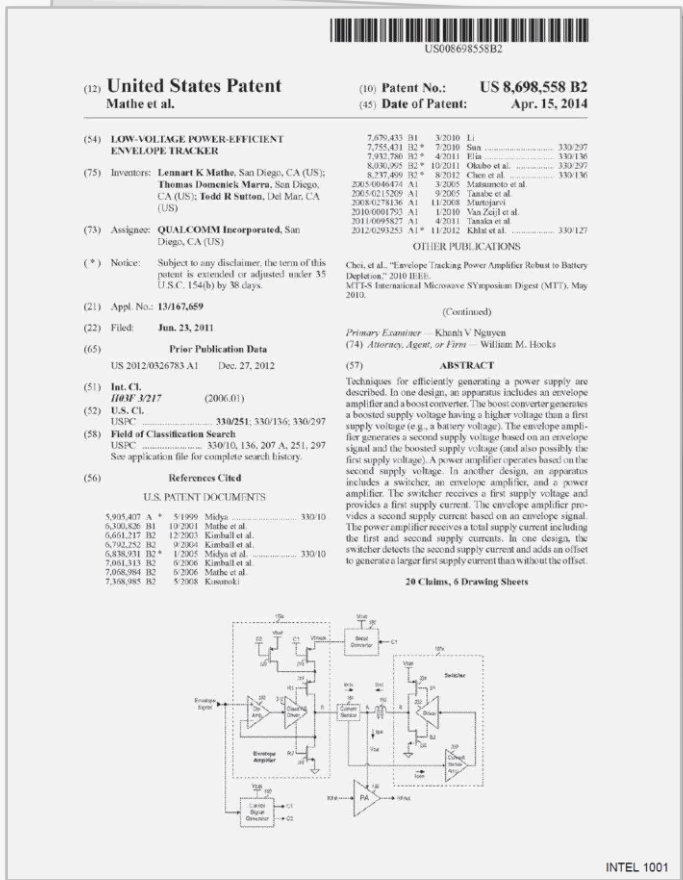 US008698558B2
(12) United States Patent
Mathe et al.
(10) Patent No.: US 8,698,558 B2
(45) Date of Patent: Apr. 15, 2014
(54) LOW-VOLTAGE POWER-EFFICIENT
ENVELOPE TRACKER
(75) Inventors: Lennart K Mathe, San Diego, CA (US);
Thomas Domenick Marra, San Diego,
CA (US); Todd R Sutton, Del Mar, CA
(US)
(73) Assignee: QUALCOMM Incorporated, San
Diego, CA (US)
( * ) Notice: Subject to any disclaimer, the term of this
patent is extended or adjusted under 35
U.S.C. 154(b) by 38 days.
(21) Appl. No.: 13/167,659
(22) Filed: Jun. 23, 2011
(65) Prior Publication Data
US 2012/0326783 A1 Dec. 27, 2012
(51) Int. Cl.
H03F 3/217 (2006.01)
(52) U.S. Cl.
USPC ........ 330/251; 330/136; 330/297
(58) Field of Classification Search
USPC ........ 330/10, 136, 207 A, 251, 297
See application file for complete search history.
(56) References Cited
U.S. PATENT DOCUMENTS
5,905,407 A * 5/1999 Midya ........ 330/10
6,300,826 B1 10/2001 Mathe et al.
6,661,217 B2 12/2003 Kimball et al.
6,792,252 B2 9/2004 Kimball et al.
6,838,931 B2 * 1/2005 Midya et al. ........ 330/10
7,061,313 B2 6/2006 Kimball et al.
7,068,984 B2 6/2006 Mathe et al.
7,368,985 B2 5/2008 Kusunoki
7,679,433 B1 3/2010 Li
7,755,431 B2 * 7/2010 Sun ........ 330/297
7,932,780 B2 * 4/2011 Elia ........ 330/136
8,030,995 B2 * 10/2011 Okubo et al. ........ 330/297
8,237,499 B2 * 8/2012 Chen et al. ........ 330/136
2005/0046474 A1 3/2005 Matsumoto et al.
2005/0215209 A1 9/2005 Tanabe et al.
2008/0278136 A1 11/2008 Murtojarvi
2010/0001793 A1 1/2010 Van Zeijl et al.
2011/0095827 A1 4/2011 Tanaka et al.
2012/0293253 A1 * 11/2012 Khlat et al. ........ 330/127
OTHER PUBLICATIONS
Choi, et al., "Envelope Tracking Power Amplifier Robust to Battery
Depletion," 2010 IEEE.
MTT-S International Microwave SYmposium Digest (MTT), May
2010.
(Continued)
Primary Examiner — Khanh V Nguyen
(74) Attorney, Agent, or Firm — William M. Hooks
(57) ABSTRACT
Techniques for efficiently generating a power supply are
described. In one design, an apparatus includes an envelope
amplifier and a boost converter. The boost converter generates
a boosted supply voltage having a higher voltage than a first
supply voltage (e.g., a battery voltage). The envelope ampli-
fier generates a second supply voltage based on an envelope
signal and the boosted supply voltage (and also possibly the
first supply voltage). A power amplifier operates based on the
second supply voltage. In another design, an apparatus
includes a switcher, an envelope amplifier, and a power
amplifier. The switcher receives a first supply voltage and
provides a first supply current. The envelope amplifier pro-
vides a second supply current based on an envelope signal.
The power amplifier receives a total supply current including
the first and second supply currents. In one design, the
switcher detects the second supply current and adds an offset
to generate a larger first supply current than without the offset.
20 Claims, 6 Drawing Sheets
Boost
Converter
Switcher
Envelope
Signal
Envelope
Amplifier
Current
Sensor
Driver
PA
Control
Signal
Generator
C1
C2
INTEL 1001